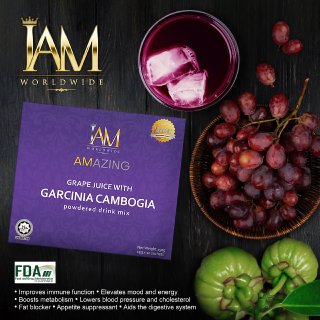 IAM
WORLDWIDE
IAM
WORLDWIDE
AMAZING
GRAPE JUICE WITH
GARCINIA CAMBOGIA
powdered drink mix
FDA
• Improves immune function • Elevates mood and energy
• Boosts metabolism • Lowers blood pressure and cholesterol
• Fat blocker • Appetite suppressant • Aids the digestive system